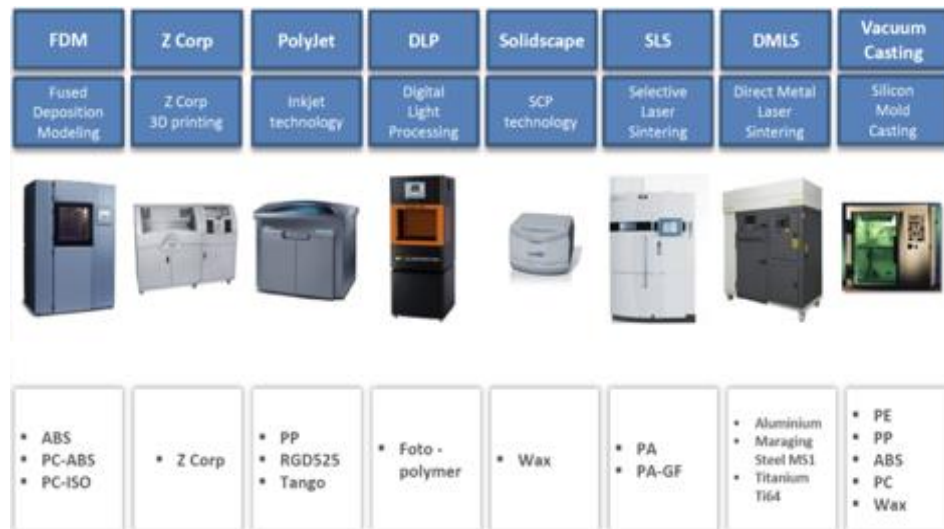 FDM
Z Corp
PolyJet
DLP
Solidscape
SLS
DMLS
Vacuum
Casting
Fused
Deposition
Modeling
Z Corp
3D printing
Inkjet
technology
Digital
Light
Processing
SCP
technology
Selective
Laser
Sintering
Direct Metal
Laser
Sintering
Silicon
Mold
Casting
▪ ABS
▪ PC-ABS
▪ PC-ISO
▪ Z Corp
▪ PP
▪ RGD525
▪ Tango
▪ Foto -
polymer
▪ Wax
▪ PA
▪ PA-GF
▪ Aluminium
▪ Maraging
Steel MS1
▪ Titanium
Ti64
▪ PE
▪ PP
▪ ABS
▪ PC
▪ Wax